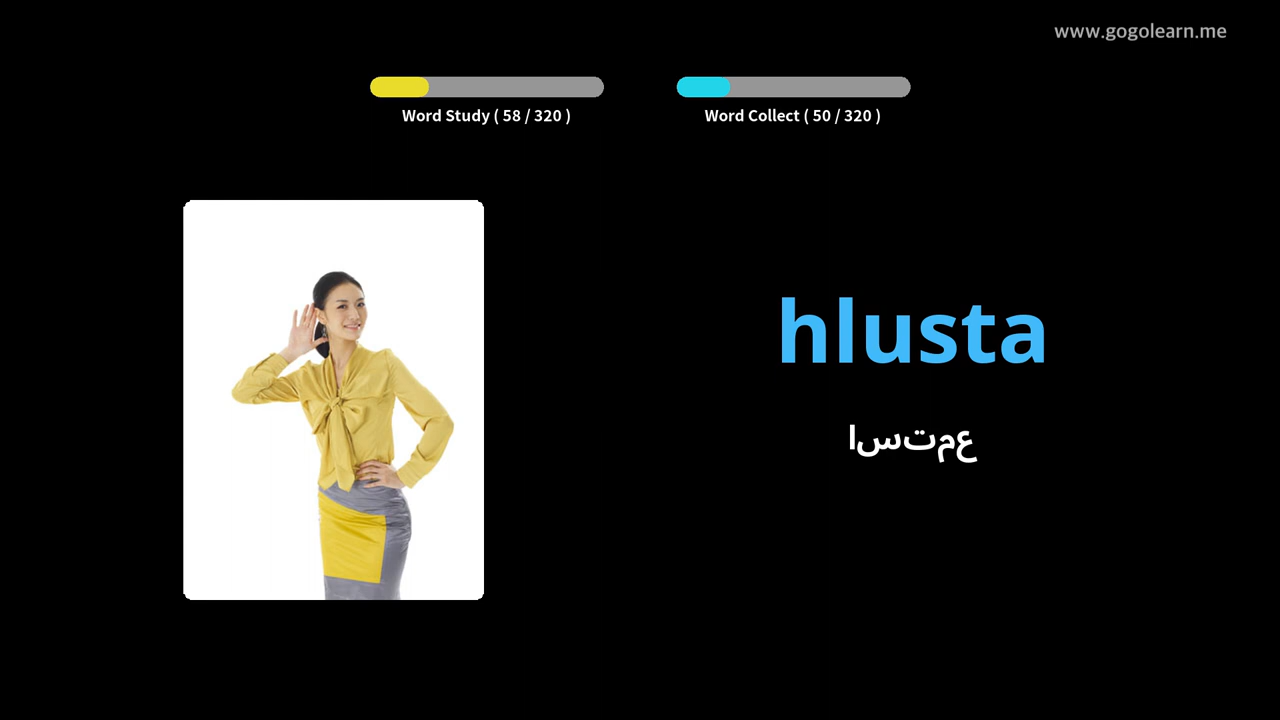 www.gogolearn.me
Word Study ( 58 / 320 )
Word Collect ( 50 / 320 )
hlusta
استمع